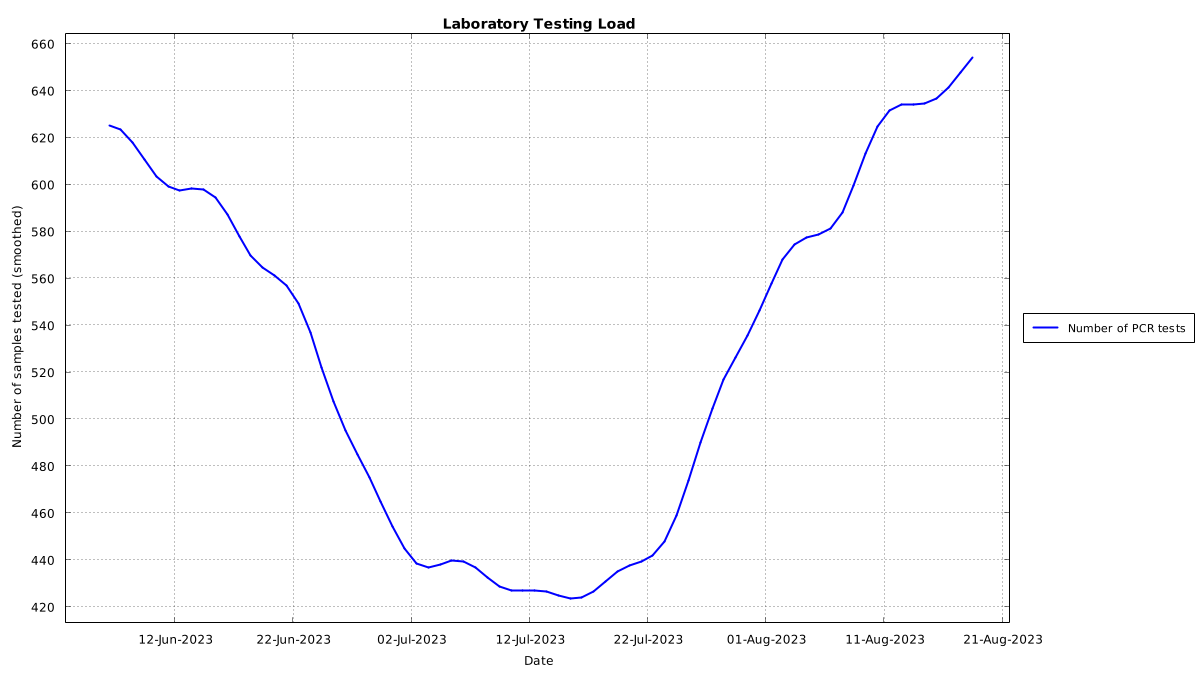 Laboratory Testing Load
660
640
620
600
580
560
540
520
500
480
460
440
420
Number of samples tested (smoothed)
12-Jun-2023
22-Jun-2023
02-Jul-2023
12-Jul-2023
22-Jul-2023
01-Aug-2023
11-Aug-2023
21-Aug-2023
Date
Number of PCR tests